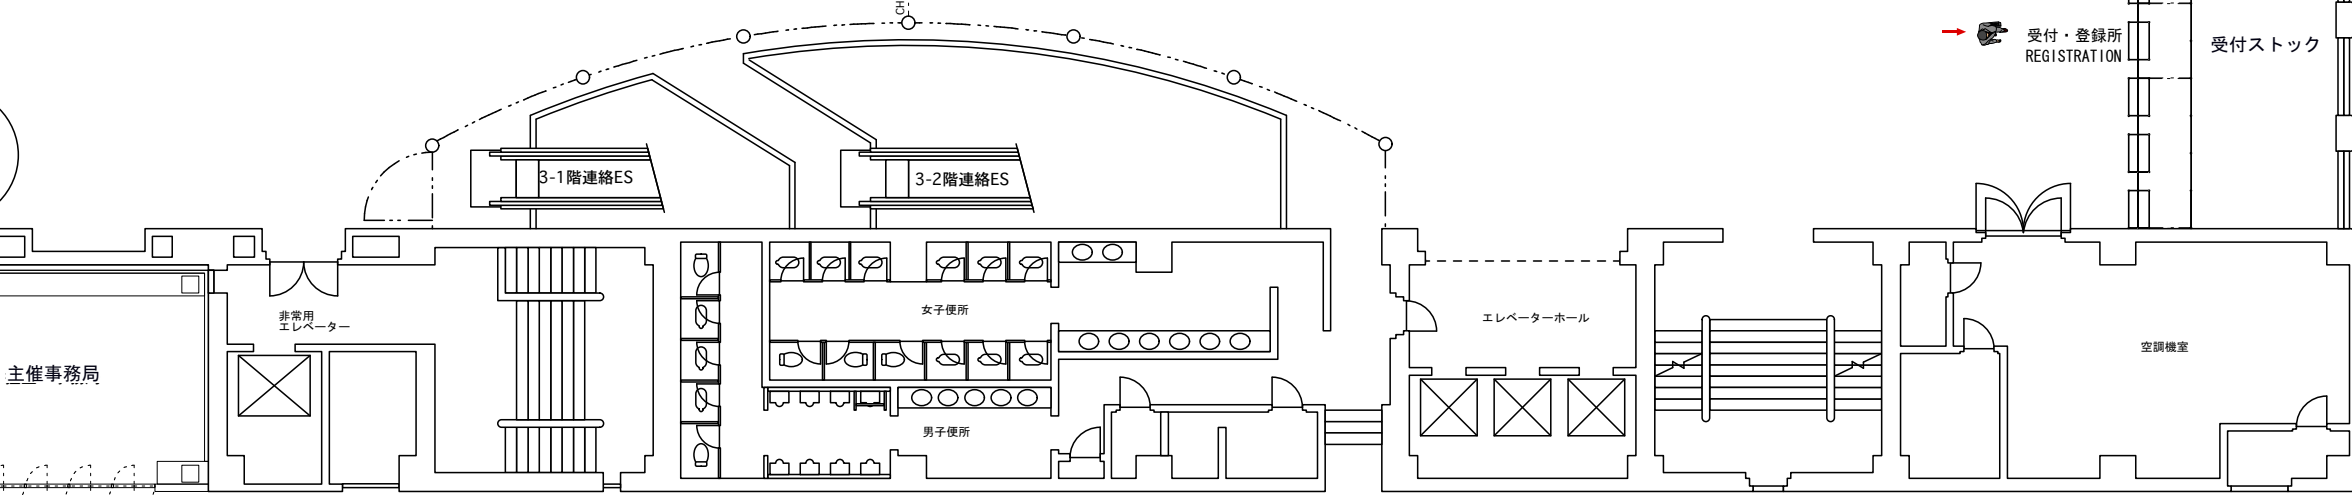 CH
受付・登録所
REGISTRATION
受付ストック
3-1階連絡ES
3-2階連絡ES
非常用
エレベーター
女子便所
エレベーターホール
空調機室
主催事務局
男子便所